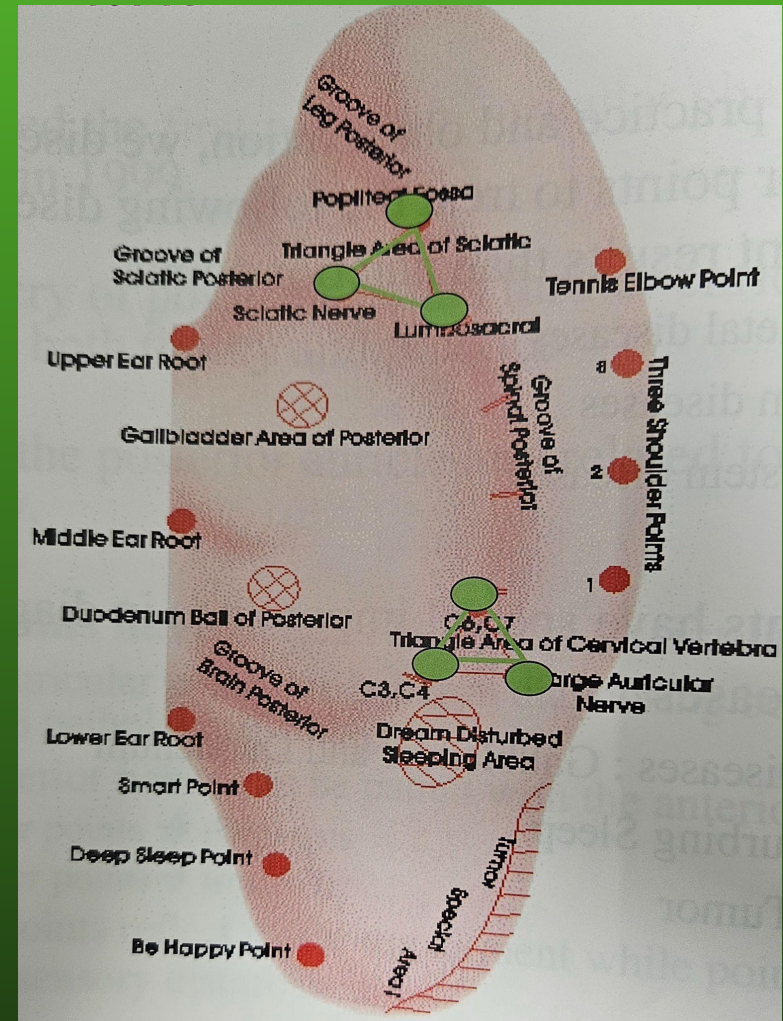 Groove of
Leg Posterior
Popliteal Fossa
Triangle Area of Sciatic
Groove of
Sciatic Posterior
Tennis Elbow Point
Sciatic Nerve
Lumbosacral
Upper Ear Root
8
Three Shoulder Points
Groove of
Spinal Posterior
Gallbladder Area of Posterior
2
Middle Ear Root
1
Duodenum Ball of Posterior
C6,C7
Triangle Area of Cervical Vertebra
Groove of
Brain Posterior
C3,C4
arge Auricular
Nerve
Lower Ear Root
Dream Disturbed
Sleeping Area
Smart Point
Deep Sleep Point
Tumor
Special
Area I
Be Happy Point